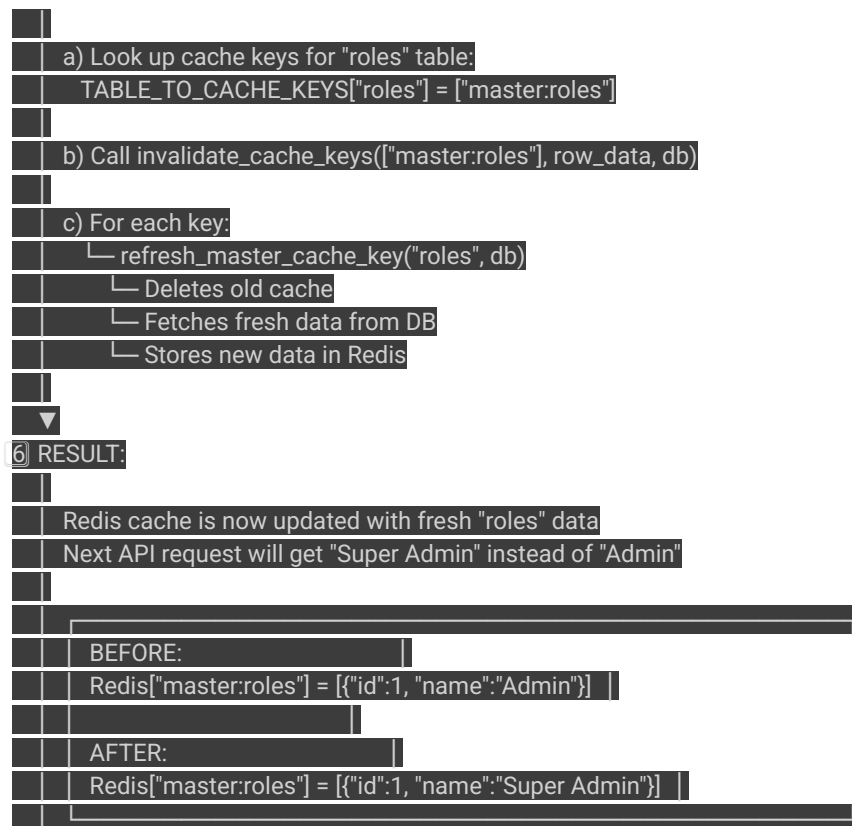 │
│ a) Look up cache keys for "roles" table:
│ TABLE_TO_CACHE_KEYS["roles"] = ["master:roles"]
│
│ b) Call invalidate_cache_keys(["master:roles"], row_data, db)
│
│ c) For each key:
│ └─ refresh_master_cache_key("roles", db)
│ └─ Deletes old cache
│ └─ Fetches fresh data from DB
│ └─ Stores new data in Redis
│
▼
6️⃣ RESULT:
│
│ Redis cache is now updated with fresh "roles" data
│ Next API request will get "Super Admin" instead of "Admin"
│
│ ┌──────────────────────────────
│ │ BEFORE: │
│ │ Redis["master:roles"] = [{"id":1, "name":"Admin"}] │
│ │ │
│ │ AFTER: │
│ │ Redis["master:roles"] = [{"id":1, "name":"Super Admin"}] │
│ └──────────────────────────────